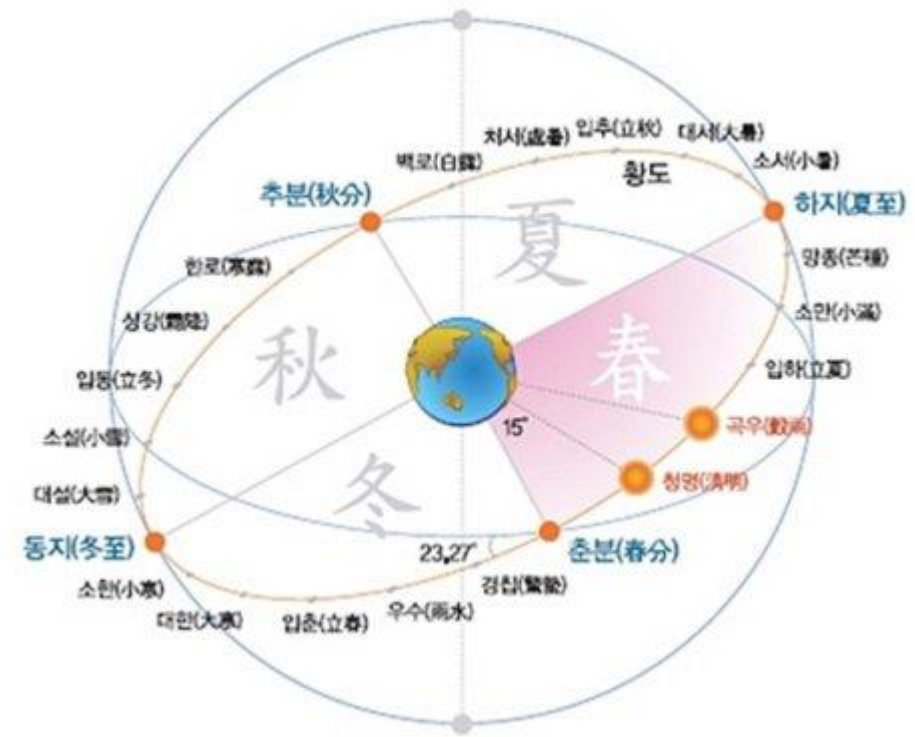 처서(處暑)
입추(立秋)
대서(大暑)
백로(白露)
황도
소서(小暑)
추분(秋分)
하지(夏至)
夏
한로(寒露)
망종(芒種)
상강(霜降)
소만(小滿)
秋
春
입동(立冬)
입하(立夏)
15°
곡우(穀雨)
소설(小雪)
청명(淸明)
대설(大雪)
冬
동지(冬至)
23.27°
춘분(春分)
소한(小寒)
경칩(驚蟄)
대한(大寒)
입춘(立春)
우수(雨水)